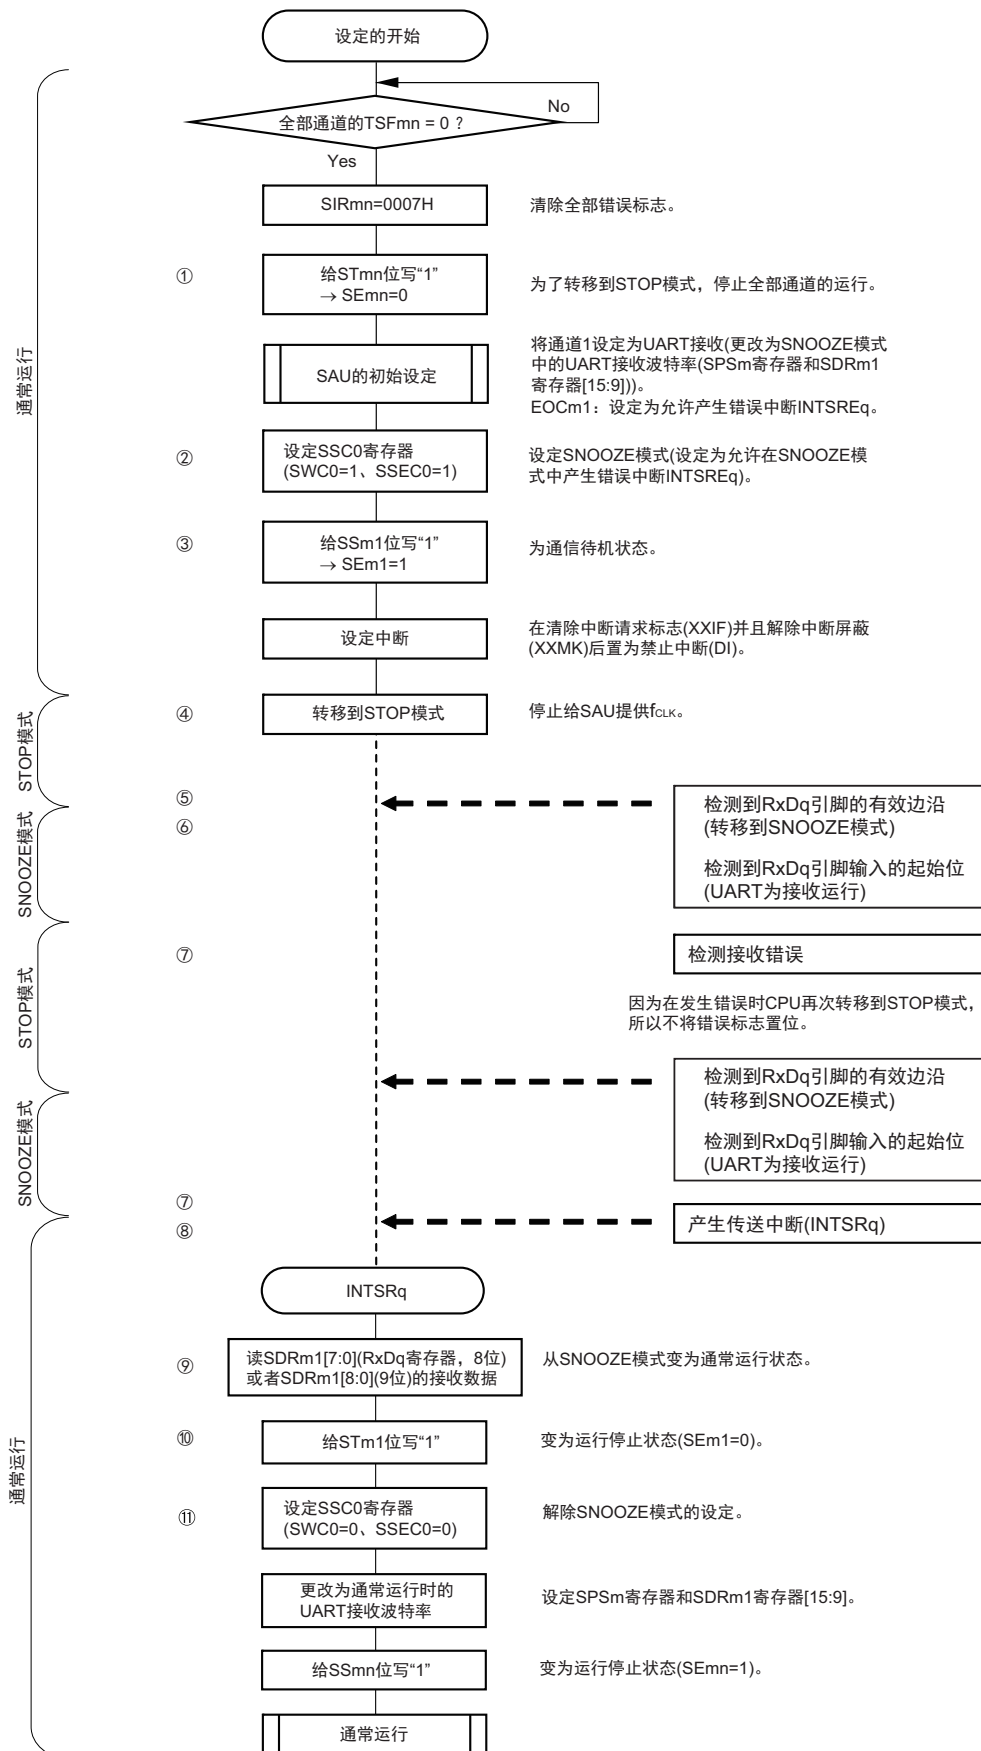 设定的开始
No
全部通道的TSFmn = 0 ?
Yes
SIRmn=0007H
清除全部错误标志。
①
给STmn位写“1”
→ SEmn=0
为了转移到STOP模式，停止全部通道的运行。
通常运行
SAU的初始设定
将通道1设定为UART接收(更改为SNOOZE模式
中的UART接收波特率(SPSm寄存器和SDRm1
寄存器[15:9]))。
EOCm1：设定为允许产生错误中断INTSREq。
②
设定SSC0寄存器
(SWC0=1、SSEC0=1)
设定SNOOZE模式(设定为允许在SNOOZE模
式中产生错误中断INTSREq)。
③
给SSm1位写“1”
→ SEm1=1
为通信待机状态。
设定中断
在清除中断请求标志(XXIF)并且解除中断屏蔽
(XXMK)后置为禁止中断(DI)。
STOP模式
④
转移到STOP模式
停止给SAU提供fCLK。
SNOOZE模式
⑤
⑥
检测到RxDq引脚的有效边沿
(转移到SNOOZE模式)
检测到RxDq引脚输入的起始位
(UART为接收运行)
STOP模式
⑦
检测接收错误
因为在发生错误时CPU再次转移到STOP模式，
所以不将错误标志置位。
SNOOZE模式
检测到RxDq引脚的有效边沿
(转移到SNOOZE模式)
检测到RxDq引脚输入的起始位
(UART为接收运行)
⑦
⑧
产生传送中断(INTSRq)
INTSRq
⑨
读SDRm1[7:0](RxDq寄存器，8位)
或者SDRm1[8:0](9位)的接收数据
从SNOOZE模式变为通常运行状态。
⑩
给STm1位写“1”
变为运行停止状态(SEm1=0)。
通常运行
⑪
设定SSC0寄存器
(SWC0=0、SSEC0=0)
解除SNOOZE模式的设定。
更改为通常运行时的
UART接收波特率
设定SPSm寄存器和SDRm1寄存器[15:9]。
给SSmn位写“1”
变为运行停止状态(SEmn=1)。
通常运行